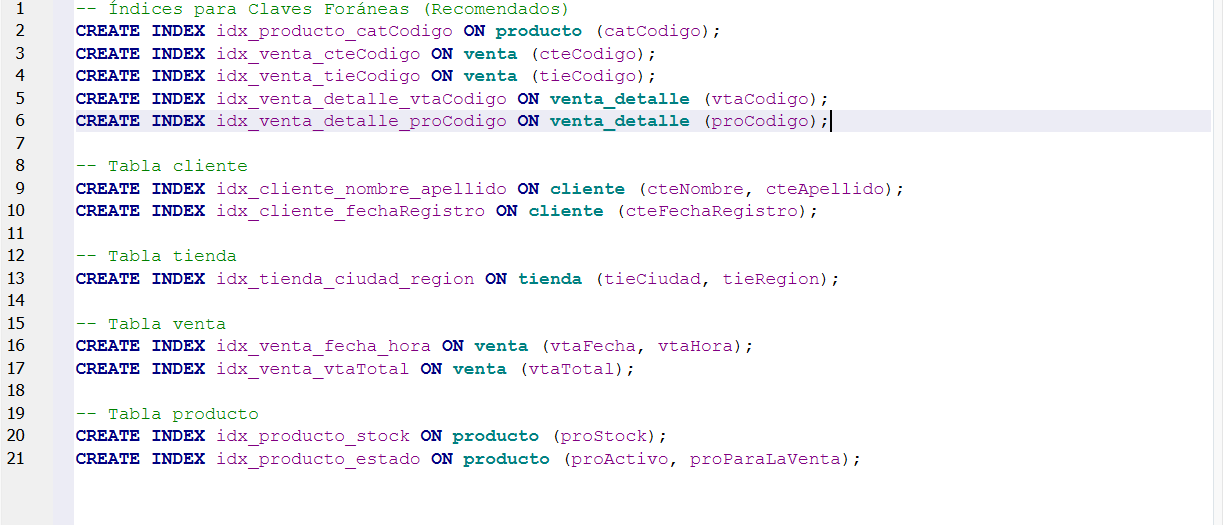 1 -- Índices para Claves Foráneas (Recomendados)
2 CREATE INDEX idx_producto_catCodigo ON producto (catCodigo);
3 CREATE INDEX idx_venta_cteCodigo ON venta (cteCodigo);
4 CREATE INDEX idx_venta_tieCodigo ON venta (tieCodigo);
5 CREATE INDEX idx_venta_detalle_vtaCodigo ON venta_detalle (vtaCodigo);
6 CREATE INDEX idx_venta_detalle_proCodigo ON venta_detalle (proCodigo);
7
8 -- Tabla cliente
9 CREATE INDEX idx_cliente_nombre_apellido ON cliente (cteNombre, cteApellido);
10 CREATE INDEX idx_cliente_fechaRegistro ON cliente (cteFechaRegistro);
11
12 -- Tabla tienda
13 CREATE INDEX idx_tienda_ciudad_region ON tienda (tieCiudad, tieRegion);
14
15 -- Tabla venta
16 CREATE INDEX idx_venta_fecha_hora ON venta (vtaFecha, vtaHora);
17 CREATE INDEX idx_venta_vtaTotal ON venta (vtaTotal);
18
19 -- Tabla producto
20 CREATE INDEX idx_producto_stock ON producto (proStock);
21 CREATE INDEX idx_producto_estado ON producto (proActivo, proParaLaVenta);